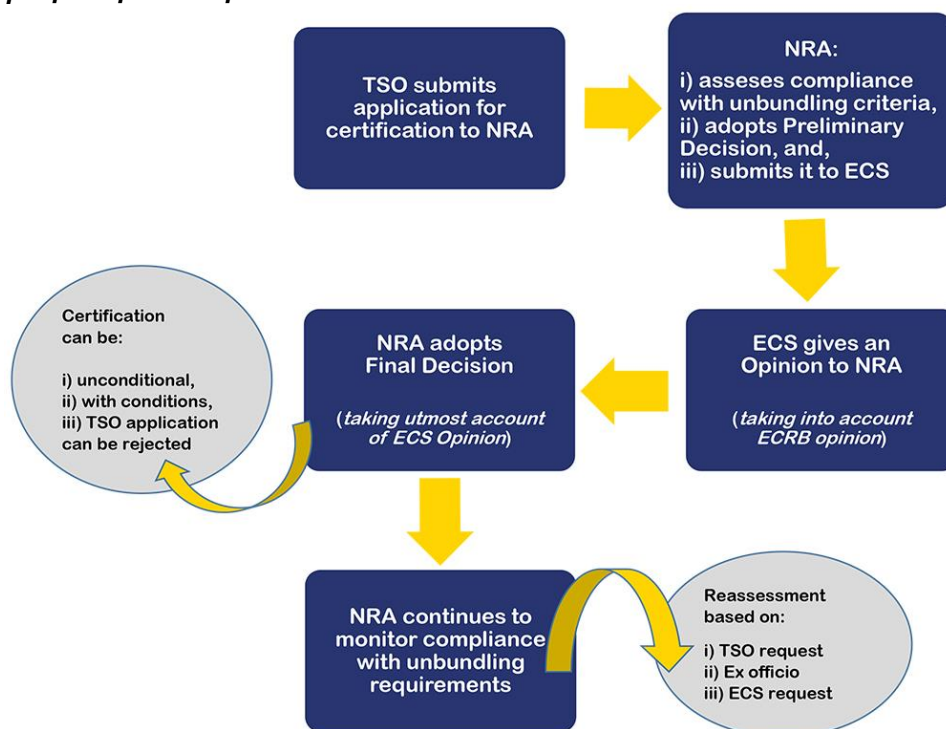 TSO submits
application for
certification to NRA
NRA:
i) asseses compliance
with unbundling criteria,
ii) adopts Preliminary
Decision, and,
iii) submits it to ECS
ECS gives an
Opinion to NRA
(taking into account
ECRB opinion)
NRA adopts
Final Decision
(taking utmost account
of ECS Opinion)
Certification
can be:
i) unconditional,
ii) with conditions,
iii) TSO application
can be rejected
NRA continues to
monitor compliance
with unbundling
requirements
Reassessment
based on:
i) TSO request
ii) Ex officio
iii) ECS request